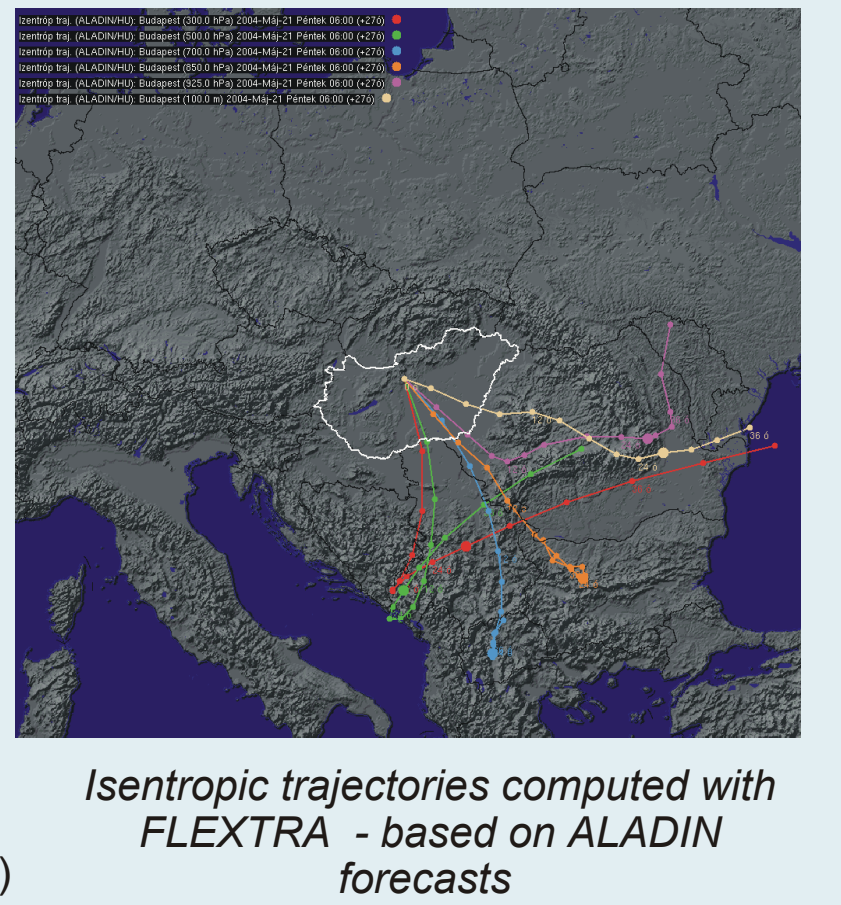 Izentróp traj. (ALADIN/HU): Budapest (300.0 hPa) 2004-Máj-21 Péntek 06:00 (+27ó)
Izentróp traj. (ALADIN/HU): Budapest (500.0 hPa) 2004-Máj-21 Péntek 06:00 (+27ó)
Izentróp traj. (ALADIN/HU): Budapest (700.0 hPa) 2004-Máj-21 Péntek 06:00 (+27ó)
Izentróp traj. (ALADIN/HU): Budapest (850.0 hPa) 2004-Máj-21 Péntek 06:00 (+27ó)
Izentróp traj. (ALADIN/HU): Budapest (925.0 hPa) 2004-Máj-21 Péntek 06:00 (+27ó)
Izentróp traj. (ALADIN/HU): Budapest (100.0 m) 2004-Máj-21 Péntek 06:00 (+27ó)
36 ó
24 ó
Isentropic trajectories computed with
FLEXTRA - based on ALADIN
)
forecasts